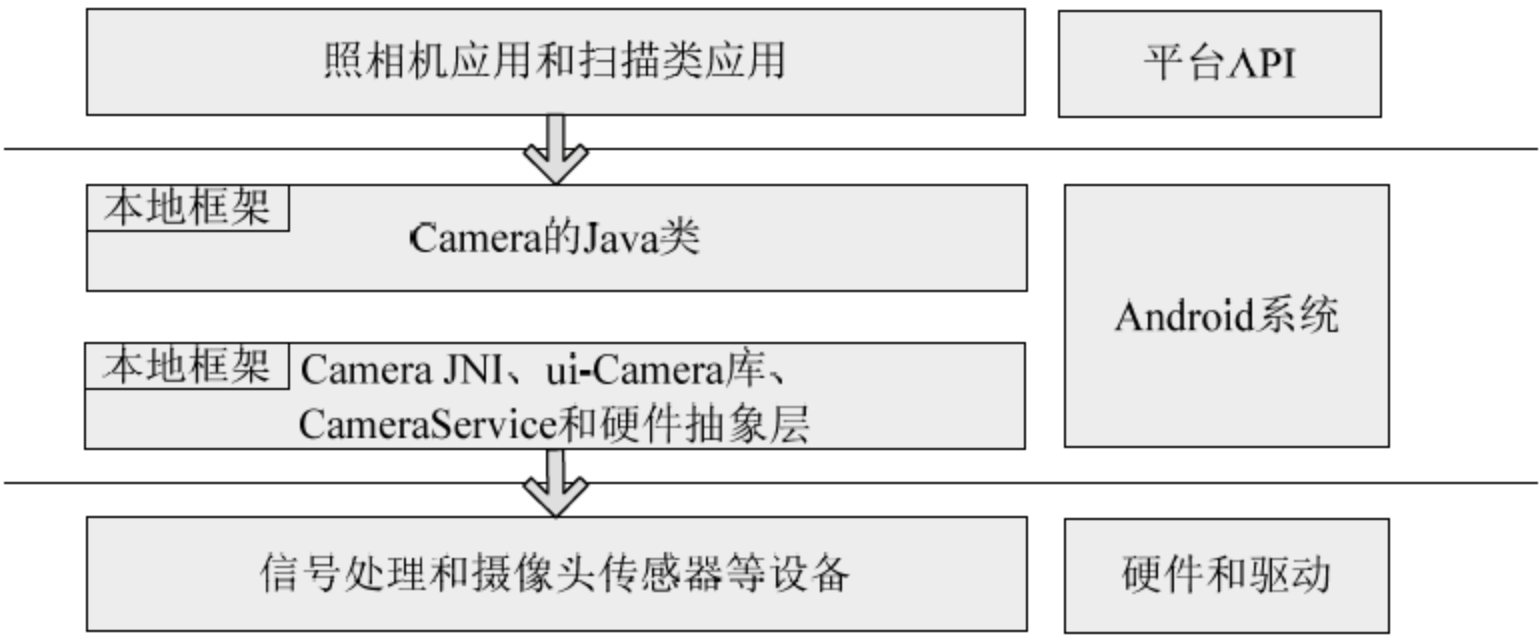 照相机应用和扫描类应用
平台API
本地框架
Camera的Java类
Android系统
本地框架
Camera JNI、ui-Camera库、
CameraService和硬件抽象层
信号处理和摄像头传感器等设备
硬件和驱动